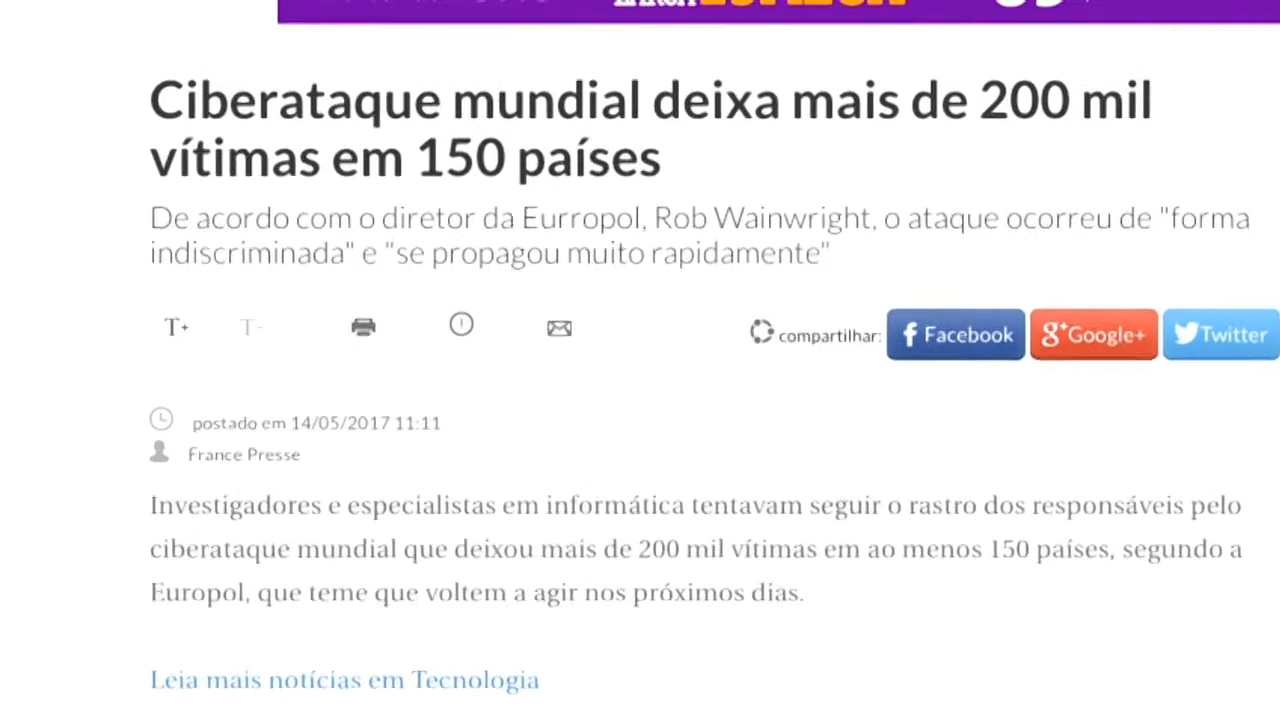 Ciberataque mundial deixa mais de 200 mil
vítimas em 150 países
De acordo com o diretor da Eurropol, Rob Wainwright, o ataque ocorreu de "forma
indiscriminada" e "se propagou muito rapidamente"
T+ T- compartilhar: Facebook g+ Google+ Twitter
postado em 14/05/2017 11:11
France Presse
Investigadores e especialistas em informática tentavam seguir o rastro dos responsáveis pelo
ciberataque mundial que deixou mais de 200 mil vítimas em ao menos 150 países, segundo a
Europol, que teme que voltem a agir nos próximos dias.
Leia mais notícias em Tecnologia